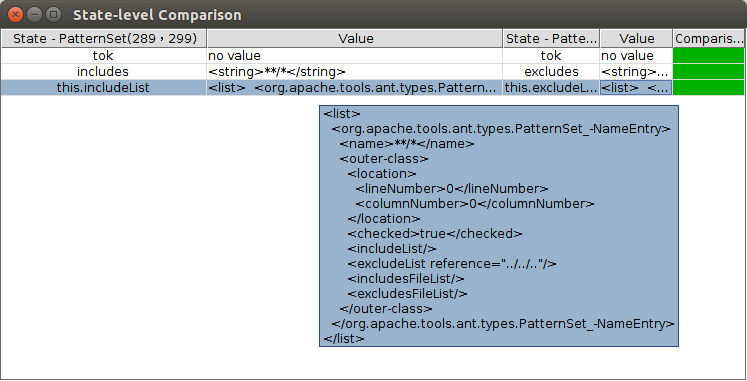 State-level Comparison
State - PatternSet(289，299) Value State - Patte... Value Comparis...
tok no value tok no value
includes <string>**/*</string> excludes <string>...
this.includeList <list> <org.apache.tools.ant.types.Pattern... this.excludeL... <list> <...
<list>
<org.apache.tools.ant.types.PatternSet_-NameEntry>
<name>**/*</name>
<outer-class>
<location>
<lineNumber>0</lineNumber>
<columnNumber>0</columnNumber>
</location>
<checked>true</checked>
<includeList/>
<excludeList reference="../../.."/>
<includesFileList/>
<excludesFileList/>
</outer-class>
</org.apache.tools.ant.types.PatternSet_-NameEntry>
</list>